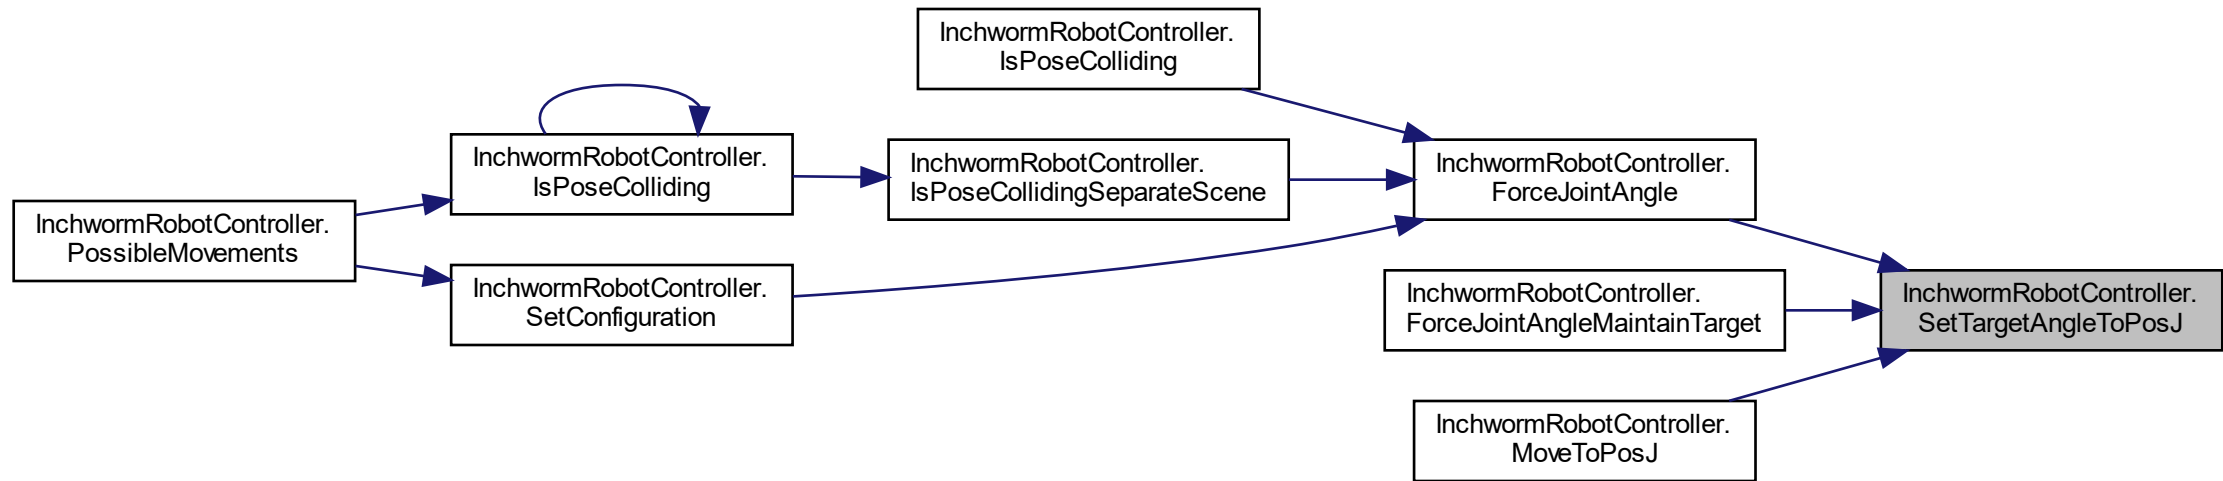 InchwormRobotController.
IsPoseColliding
InchwormRobotController.
IsPoseColliding
InchwormRobotController.
IsPoseCollidingSeparateScene
InchwormRobotController.
ForceJointAngle
InchwormRobotController.
PossibleMovements
InchwormRobotController.
SetConfiguration
InchwormRobotController.
ForceJointAngleMaintainTarget
InchwormRobotController.
SetTargetAngleToPosJ
InchwormRobotController.
MoveToPosJ